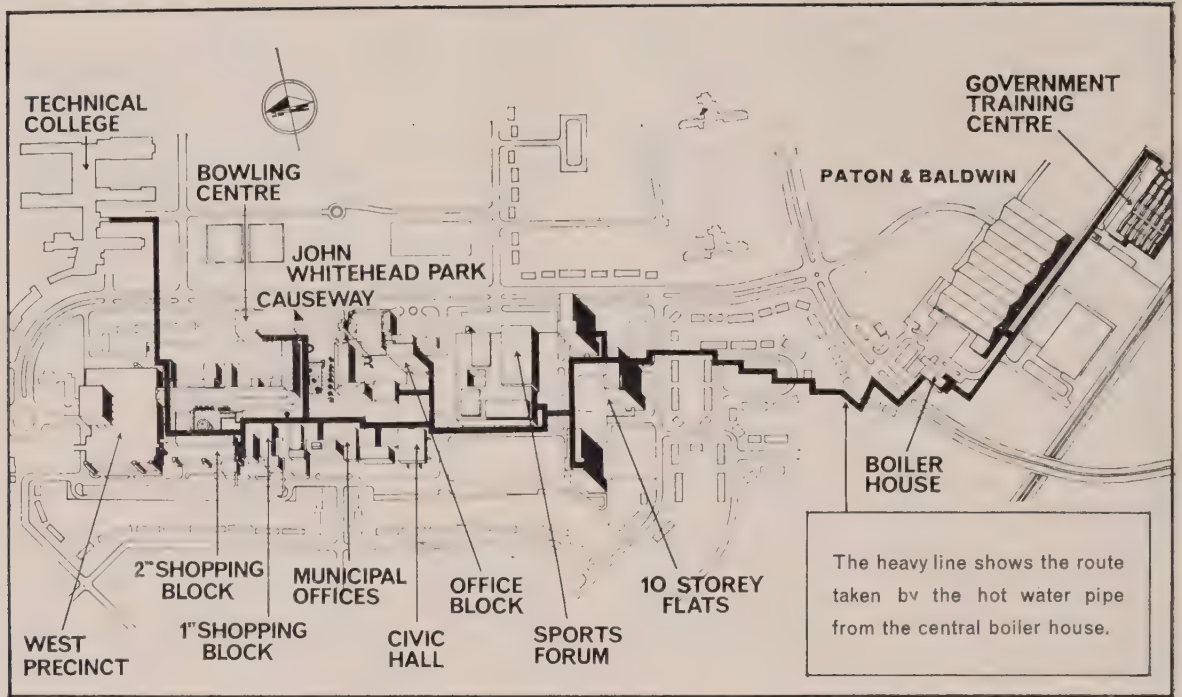 TECHNICAL
COLLEGE
BOWLING
CENTRE
JOHN
WHITEHEAD PARK
CAUSEWAY
GOVERNMENT
TRAINING
CENTRE
PATON & BALDWIN
BOILER
HOUSE
WEST
PRECINCT
2ⁿᵈ SHOPPING
BLOCK
1ˢᵗ SHOPPING
BLOCK
MUNICIPAL
OFFICES
CIVIC
HALL
OFFICE
BLOCK
SPORTS
FORUM
10 STOREY
FLATS
The heavy line shows the route
taken by the hot water pipe
from the central boiler house.